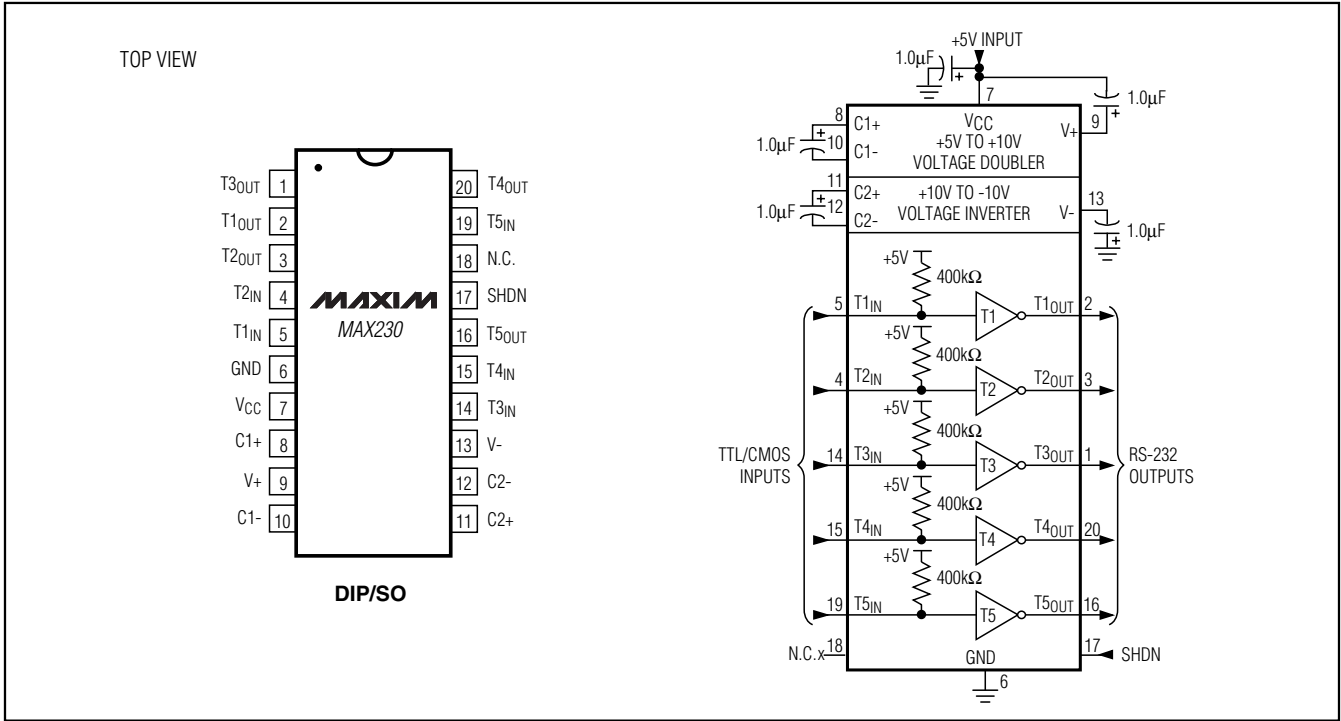 TOP VIEW
T3OUT 1
T1OUT 2
T2OUT 3
T2IN 4
T1IN 5
GND 6
VCC 7
C1+ 8
V+ 9
C1- 10
20 T4OUT
19 T5IN
18 N.C.
17 SHDN
16 T5OUT
15 T4IN
14 T3IN
13 V-
12 C2-
11 C2+
MAXIM
MAX230
DIP/SO
+5V INPUT
1.0µF
+
7
1.0µF
+
8 C1+
1.0µF
+
10 C1-
VCC
+5V TO +10V
VOLTAGE DOUBLER
V+ 9
11 C2+
1.0µF
+
12 C2-
+10V TO -10V
VOLTAGE INVERTER
V- 13
1.0µF
+
+5V
400kΩ
5 T1IN T1 T1OUT 2
+5V
400kΩ
4 T2IN T2 T2OUT 3
+5V
400kΩ
14 T3IN T3 T3OUT 1
+5V
400kΩ
15 T4IN T4 T4OUT 20
+5V
400kΩ
19 T5IN T5 T5OUT 16
TTL/CMOS
INPUTS
RS-232
OUTPUTS
N.C. x 18
GND
17 SHDN
6